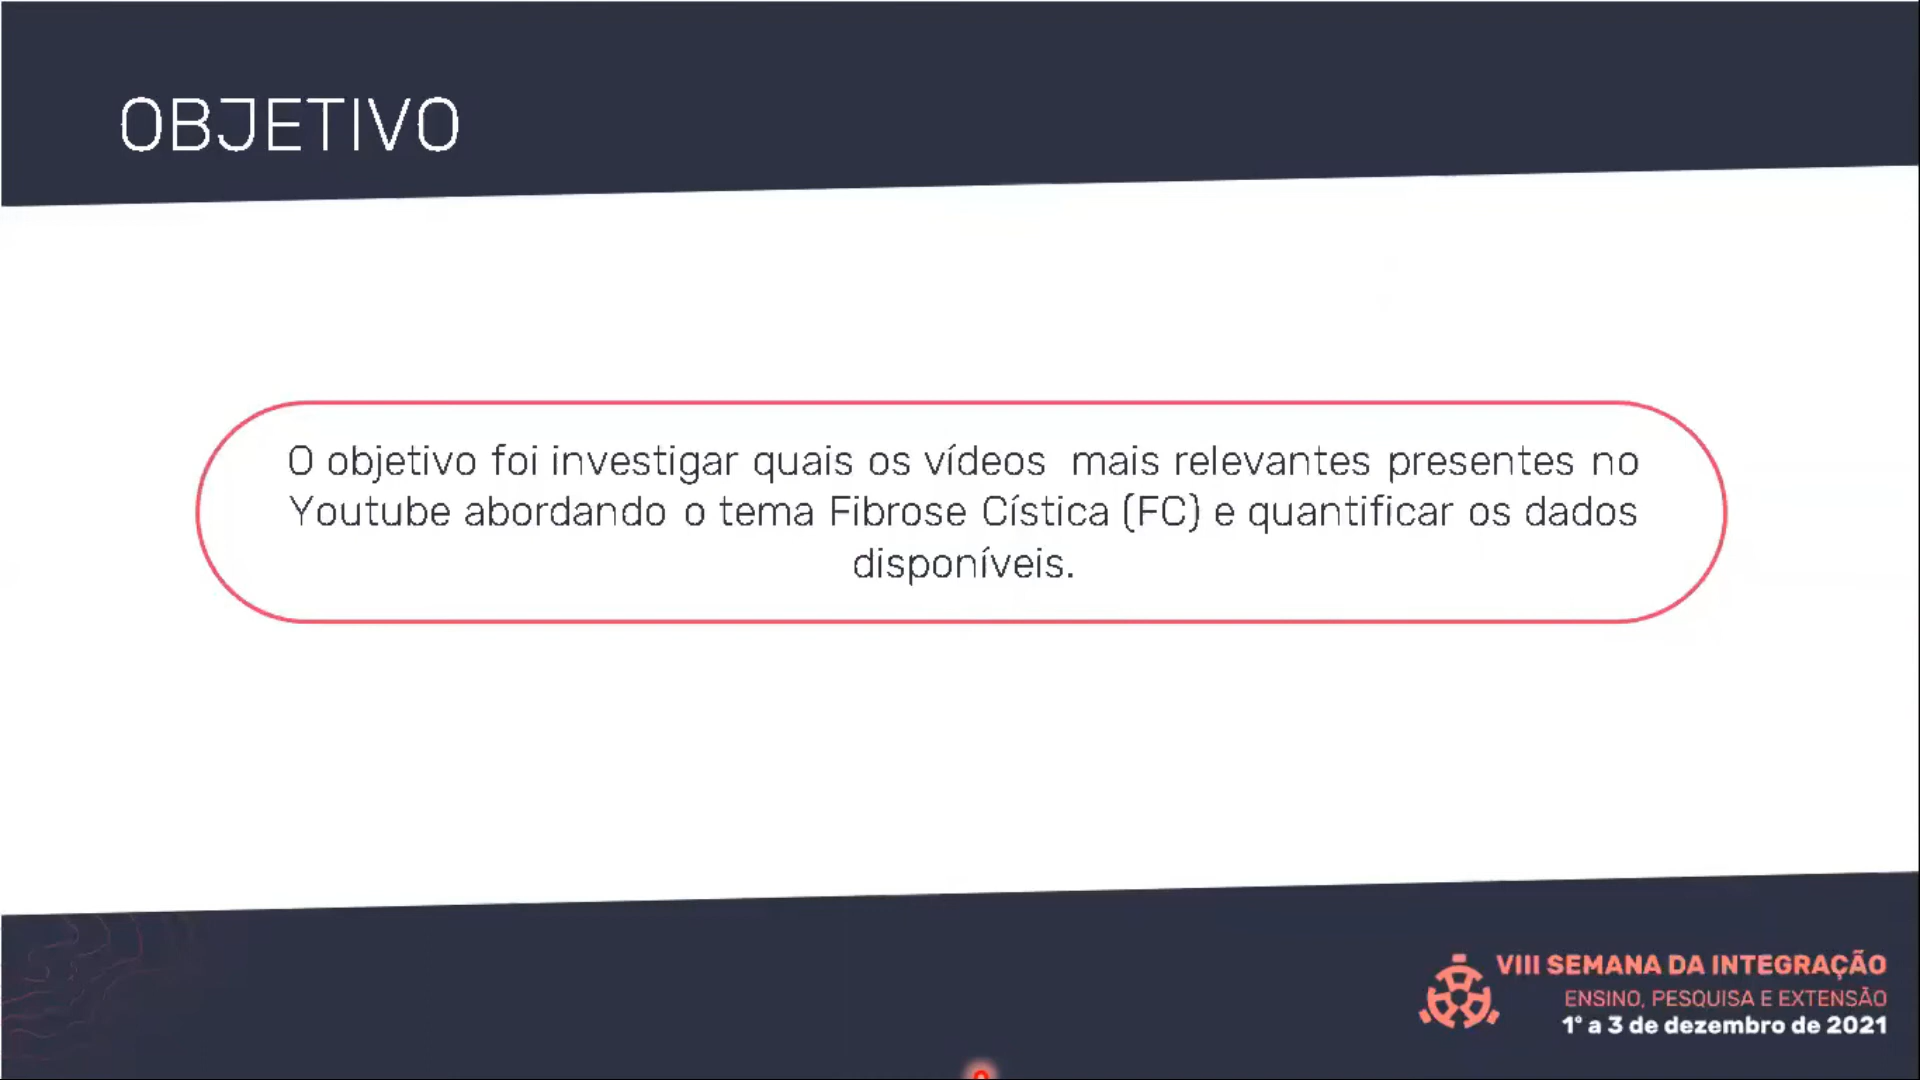 OBJETIVO
O objetivo foi investigar quais os vídeos mais relevantes presentes no
Youtube abordando o tema Fibrose Cística (FC) e quantificar os dados
disponíveis.
VIII SEMANA DA INTEGRAÇÃO
ENSINO, PESQUISA E EXTENSÃO
1º a 3 de dezembro de 2021